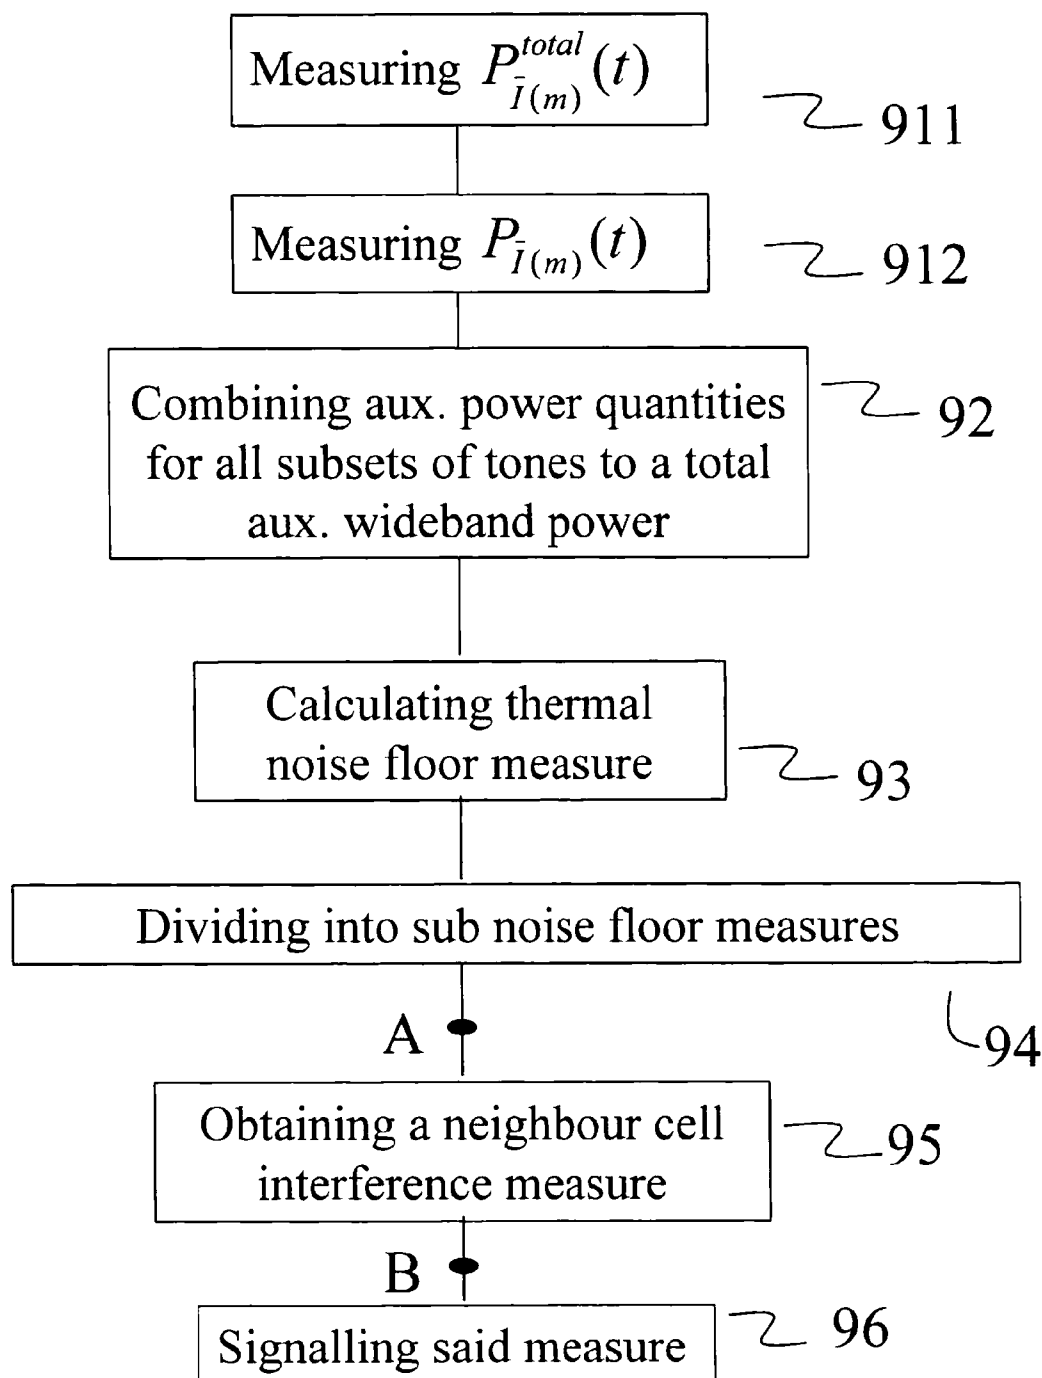 Measuring $P^{total}_{\bar{I}(m)}(t)$
911
Measuring $P_{\bar{I}(m)}(t)$
912
Combining aux. power quantities
for all subsets of tones to a total
aux. wideband power
92
Calculating thermal
noise floor measure
93
Dividing into sub noise floor measures
94
A
Obtaining a neighbour cell
interference measure
95
B
Signalling said measure
96